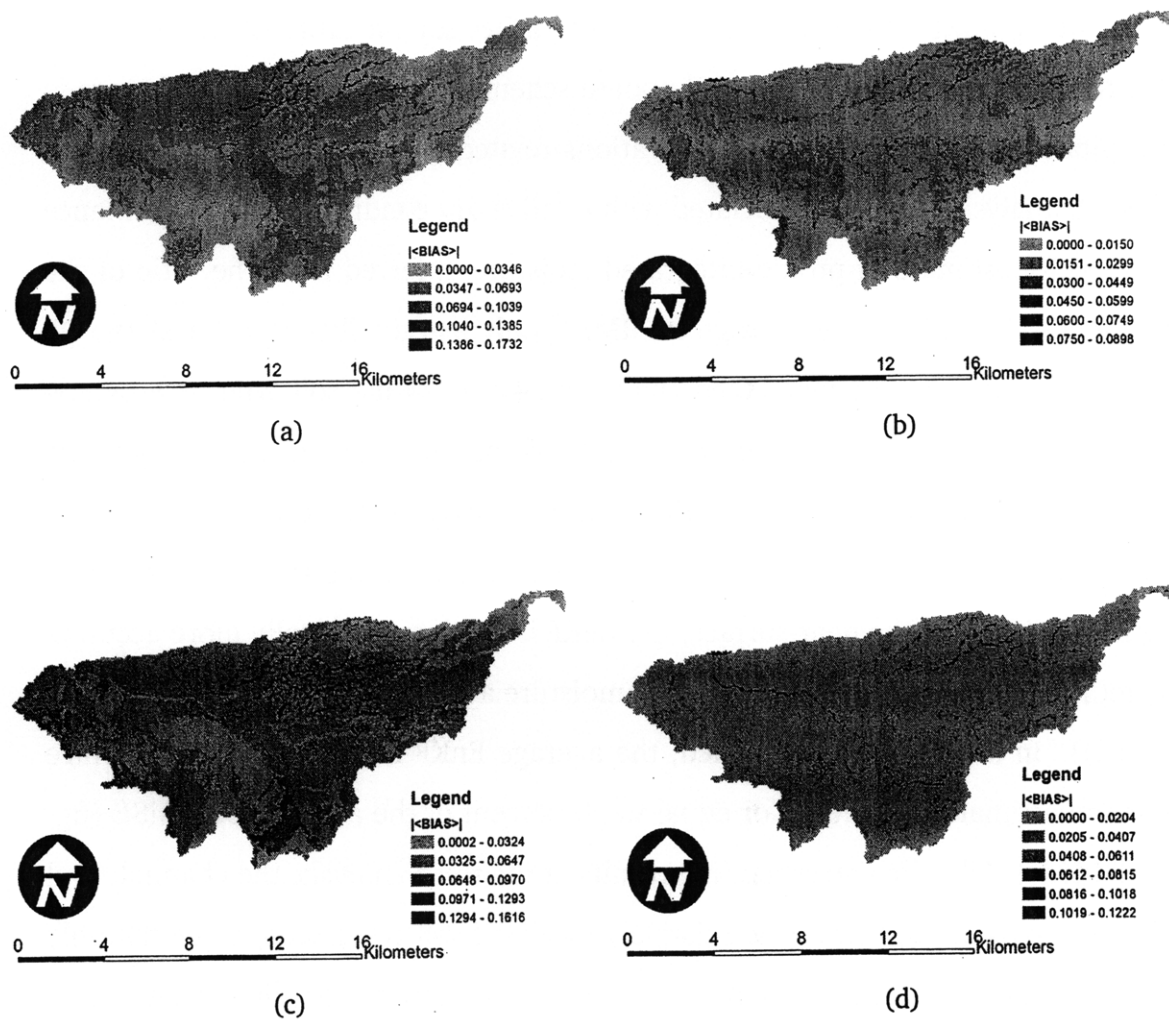 Legend
|<BIAS>|
0.0000 - 0.0346
0.0347 - 0.0693
0.0694 - 0.1039
0.1040 - 0.1385
0.1386 - 0.1732
N
0 4 8 12 16
Kilometers
(a)
Legend
|<BIAS>|
0.0000 - 0.0150
0.0151 - 0.0299
0.0300 - 0.0449
0.0450 - 0.0599
0.0600 - 0.0749
0.0750 - 0.0898
N
0 4 8 12 16
Kilometers
(b)
Legend
|<BIAS>|
0.0002 - 0.0324
0.0325 - 0.0647
0.0648 - 0.0970
0.0971 - 0.1293
0.1294 - 0.1616
N
0 4 8 12 16
Kilometers
(c)
Legend
|<BIAS>|
0.0000 - 0.0204
0.0205 - 0.0407
0.0408 - 0.0611
0.0612 - 0.0815
0.0816 - 0.1018
0.1019 - 0.1222
N
0 4 8 12 16
Kilometers
(d)